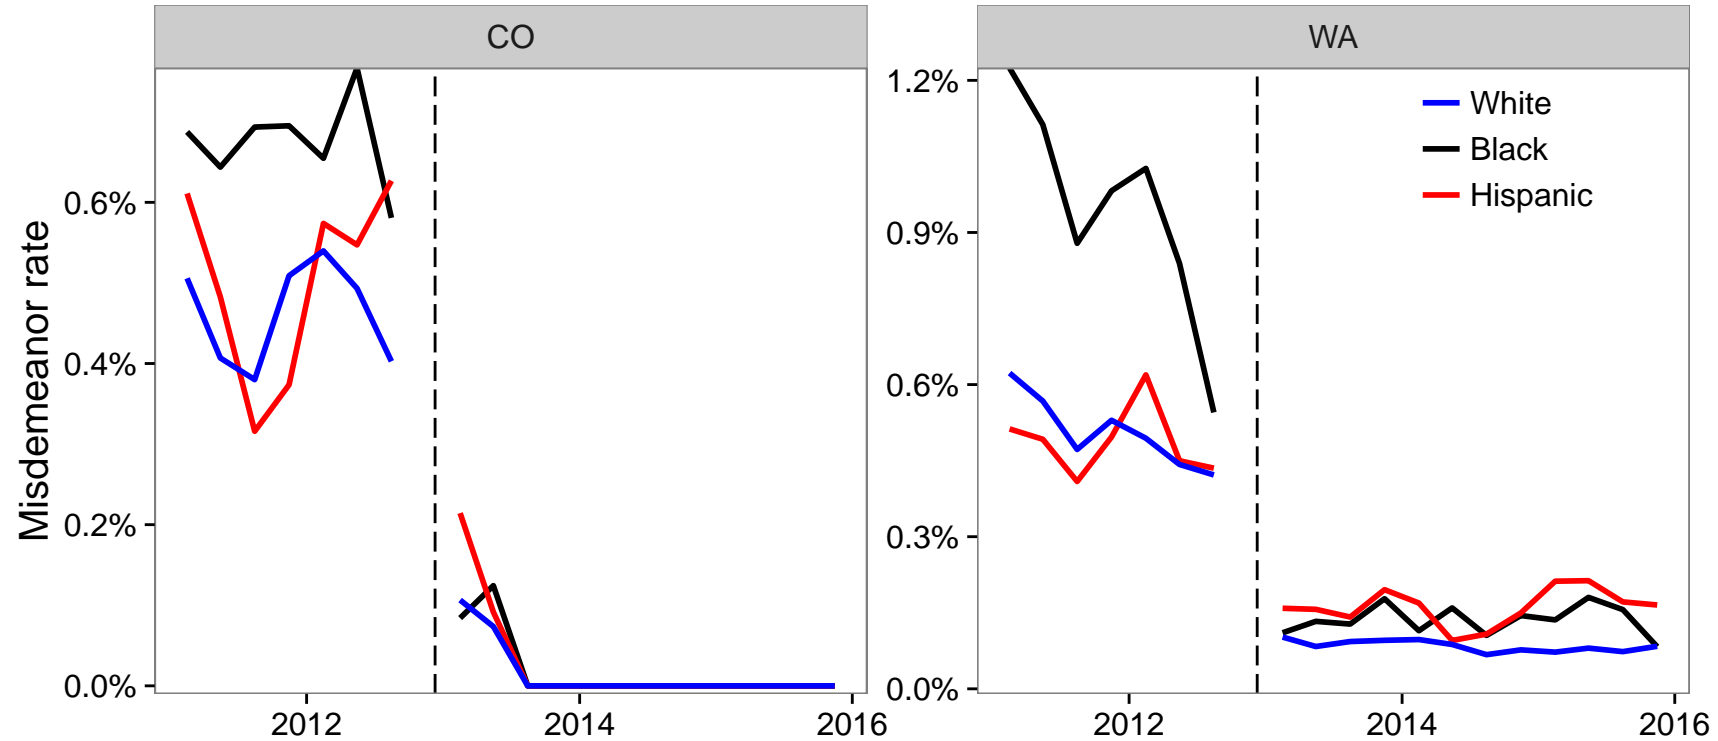 CO
WA
Misdemeanor rate
0.6%
0.4%
0.2%
0.0%
2012
2014
2016
1.2%
0.9%
0.6%
0.3%
0.0%
2012
2014
2016
White
Black
Hispanic